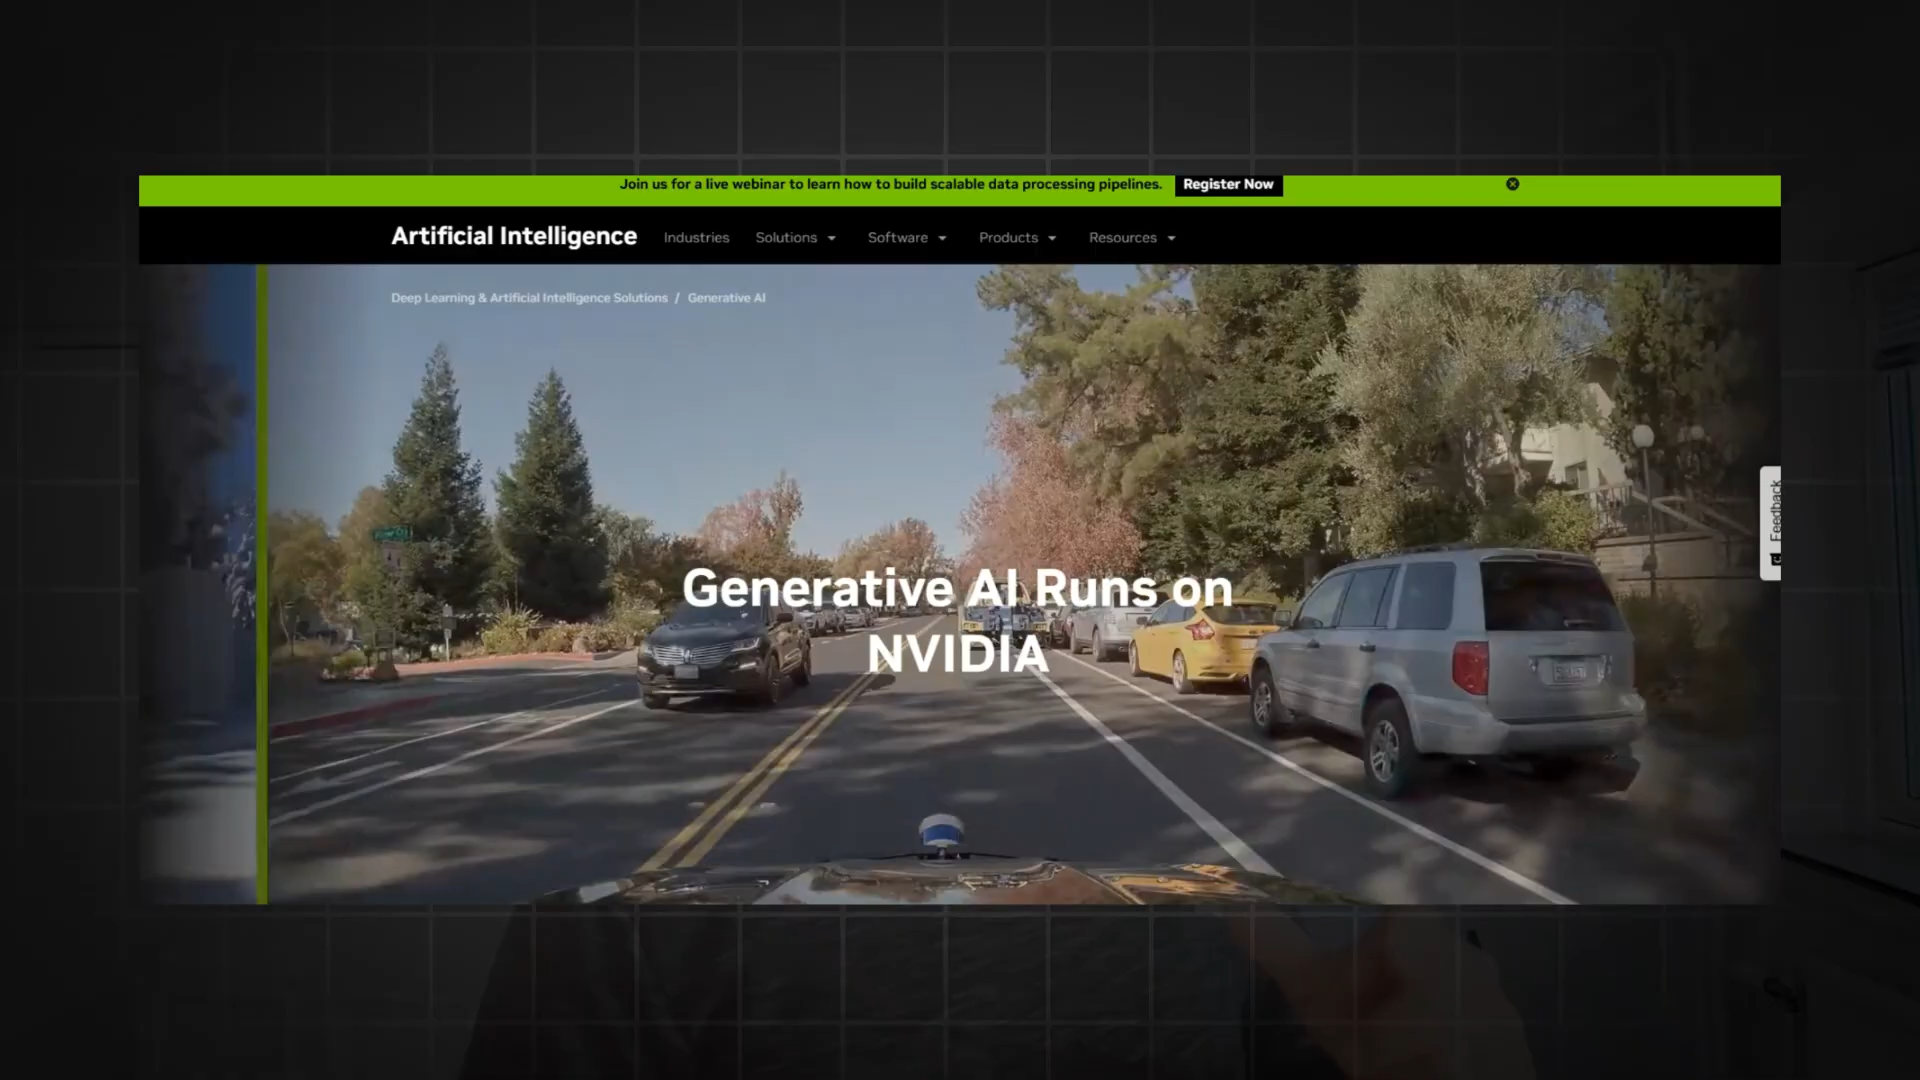 Join us for a live webinar to learn how to build scalable data processing pipelines. Register Now
Artificial Intelligence Industries Solutions Software Products Resources
Deep Learning & Artificial Intelligence Solutions / Generative AI
Feedback
Generative AI Runs on
NVIDIA